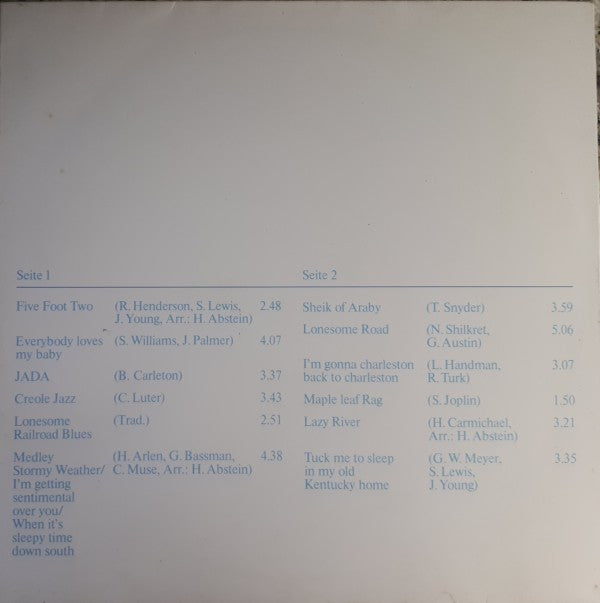 Seite 1
Five Foot Two (R. Henderson, S. Lewis, 2.48
J. Young, Arr.: H. Abstein)
Everybody loves (S. Williams, J. Palmer) 4.07
my baby
JADA (B. Carleton) 3.37
Creole Jazz (C. Luter) 3.43
Lonesome (Trad.) 2.51
Railroad Blues
Medley (H. Arlen, G. Bassman, 4.38
Stormy Weather/ C. Muse, Arr.: H. Abstein)
I'm getting
sentimental
over you/
When it's
sleepy time
down south
Seite 2
Sheik of Araby (T. Snyder) 3.59
Lonesome Road (N. Shilkret, 5.06
G. Austin)
I'm gonna charleston (L. Handman, 3.07
back to charleston R. Turk)
Maple leaf Rag (S. Joplin) 1.50
Lazy River (H. Carmichael, 3.21
Arr.: H. Abstein)
Tuck me to sleep (G. W. Meyer, 3.35
in my old S. Lewis,
Kentucky home J. Young)